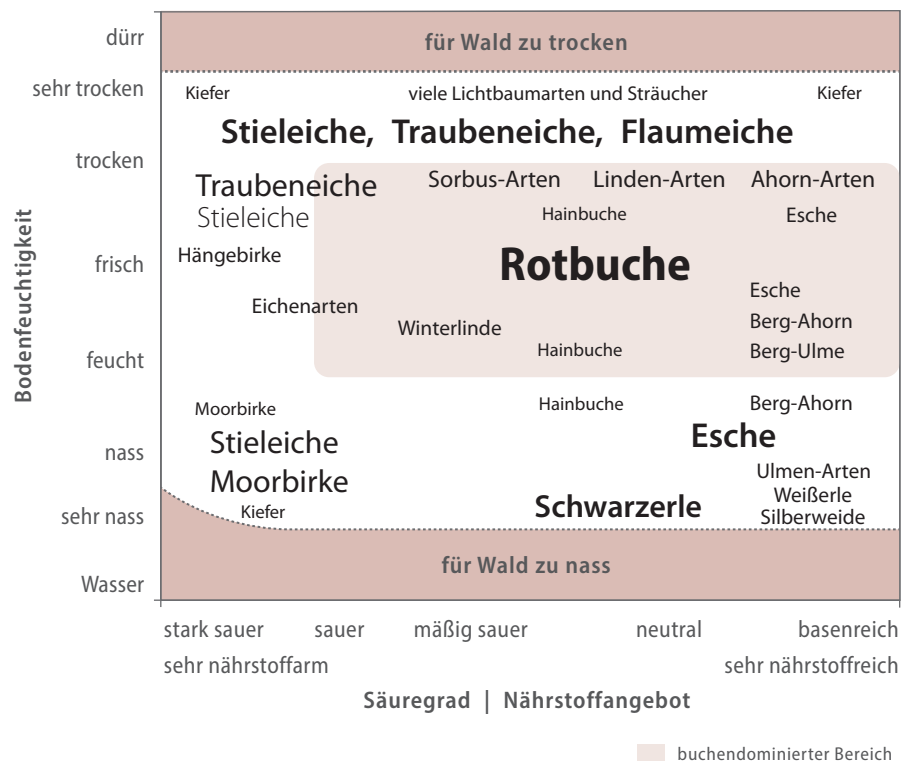 dürr
für Wald zu trocken
sehr trocken
Kiefer viele Lichtbaumarten und Sträucher Kiefer
Stieleiche, Traubeneiche, Flaumeiche
trocken
Traubeneiche Sorbus-Arten Linden-Arten Ahorn-Arten
Stieleiche Hainbuche Esche
Hängebirke
frisch
Rotbuche
Esche
Eichenarten
Winterlinde Berg-Ahorn
Hainbuche Berg-Ulme
feucht
Moorbirke Hainbuche Berg-Ahorn
Stieleiche Esche
nass
Moorbirke Ulmen-Arten
Weißerle
Kiefer Schwarzerle Silberweide
sehr nass
für Wald zu nass
Wasser
Bodenfeuchtigkeit
stark sauer sauer mäßig sauer neutral basenreich
sehr nährstoffarm sehr nährstoffreich
Säuregrad | Nährstoffangebot
buchendominierter Bereich